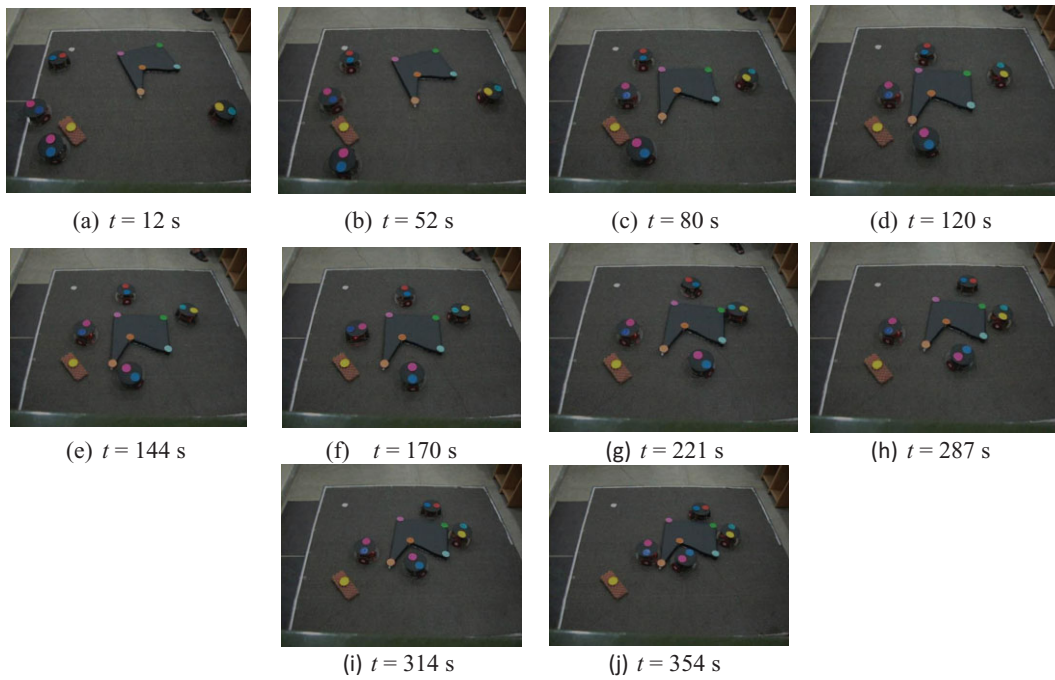 (a) t = 12 s
(b) t = 52 s
(c) t = 80 s
(d) t = 120 s
(e) t = 144 s
(f) t = 170 s
(g) t = 221 s
(h) t = 287 s
(i) t = 314 s
(j) t = 354 s